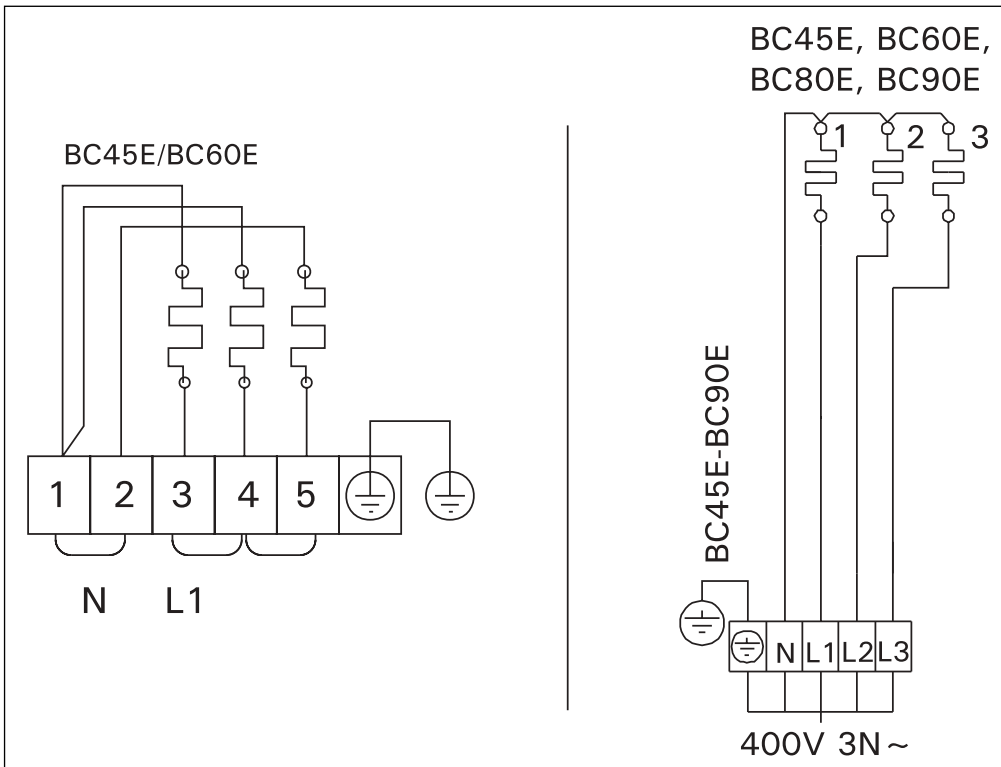 BC45E/BC60E
1 2 3 4 5
N L1
BC45E, BC60E,
BC80E, BC90E
1 2 3
BC45E-BC90E
N L1 L2 L3
400V 3N ~